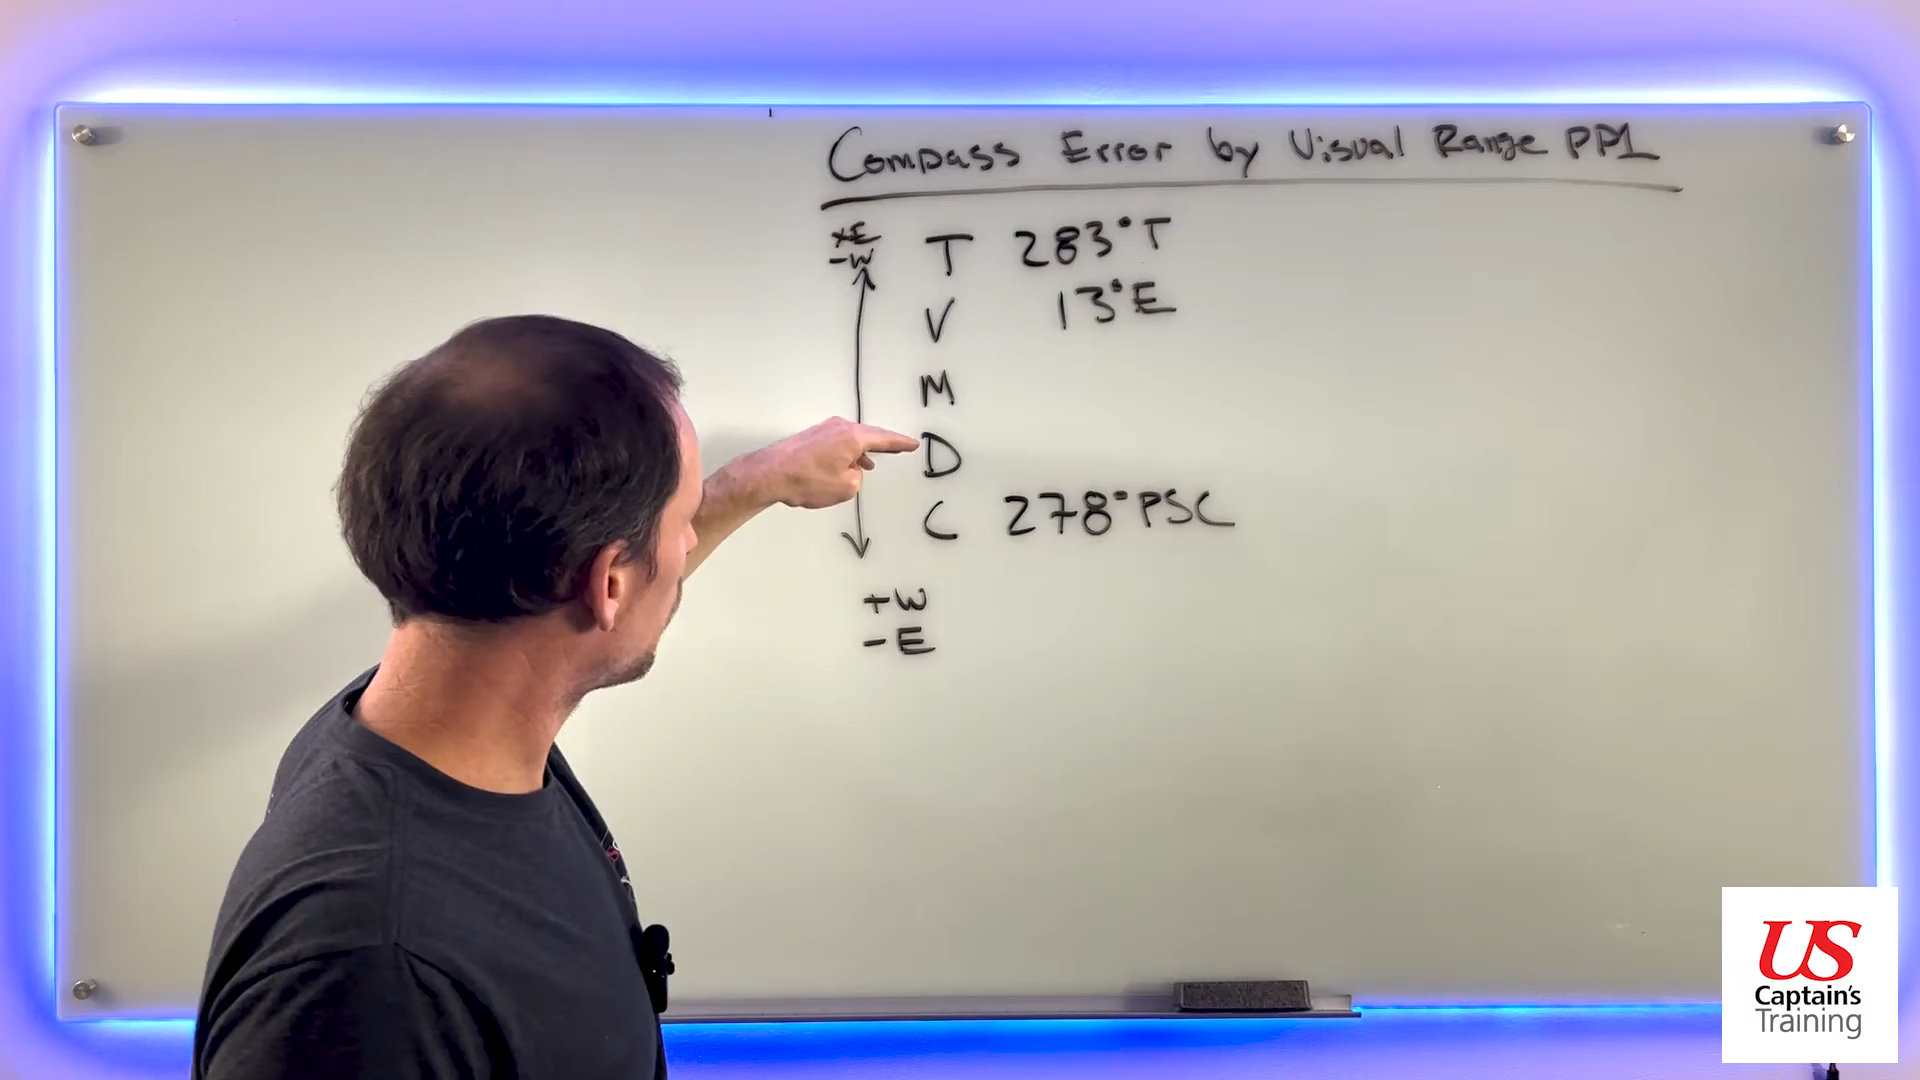 Compass Error by Visual Range PP1
+E
-W
T 283°T
V 13°E
M
D
C 278°PSC
+W
-E
US
Captain's
Training